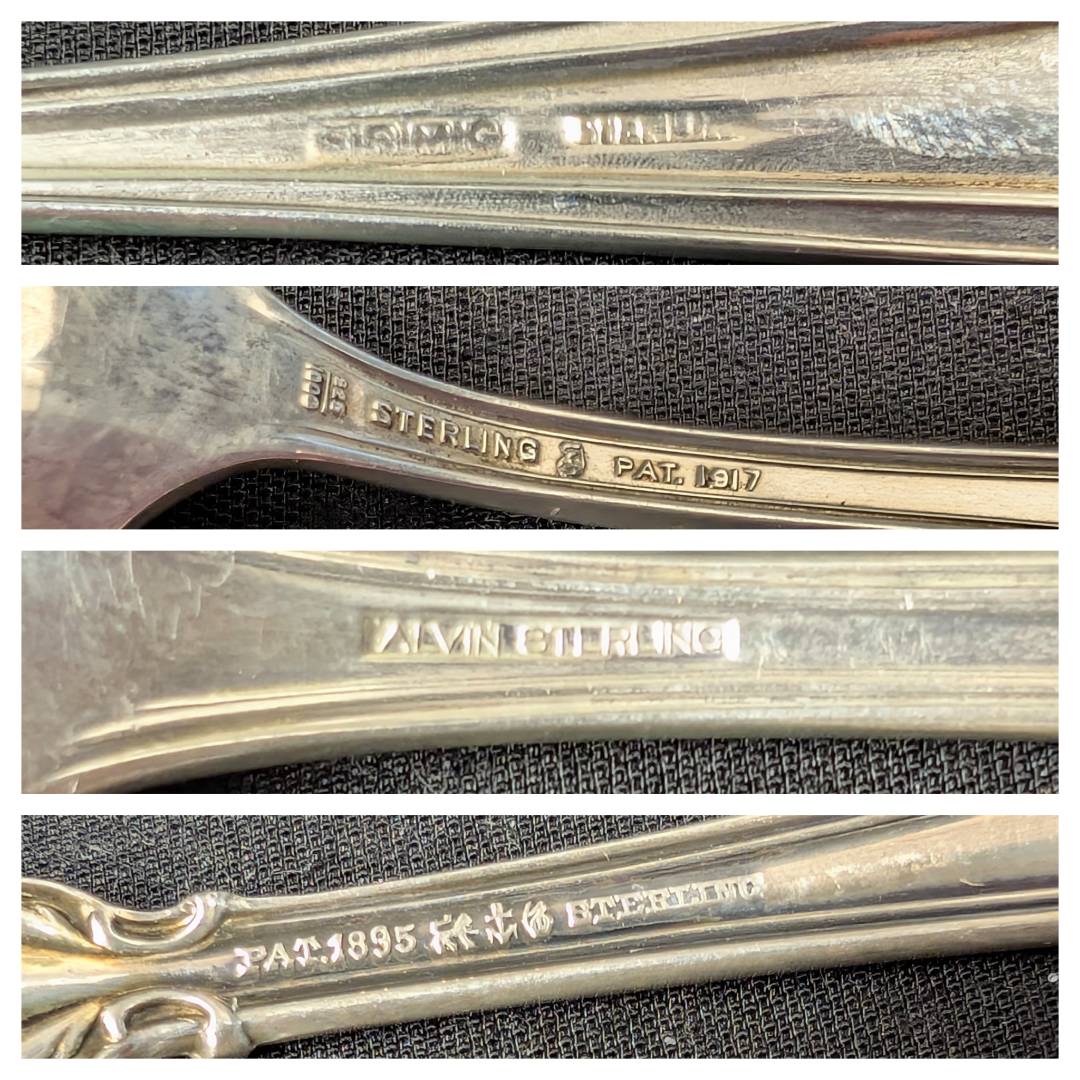 STERLING PAT. 1917
ALVIN STERLING
PAT. 1895 STERLING